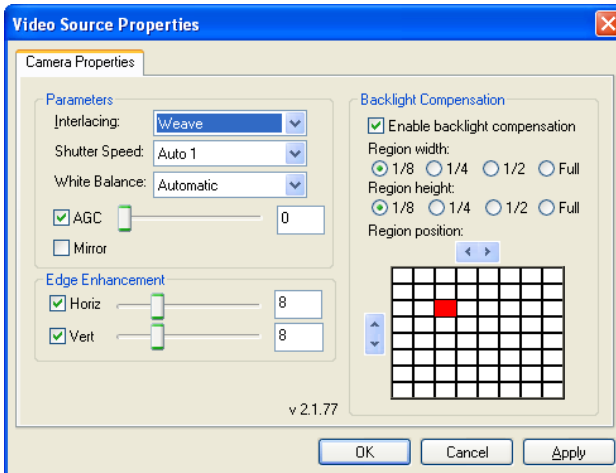 Video Source Properties
Camera Properties
Parameters
Interlacing: Weave
Shutter Speed: Auto 1
White Balance: Automatic
AGC 0
Mirror
Edge Enhancement
Horiz 8
Vert 8
v 2.1.77
Backlight Compensation
Enable backlight compensation
Region width:
1/8 1/4 1/2 Full
Region height:
1/8 1/4 1/2 Full
Region position:
OK Cancel Apply